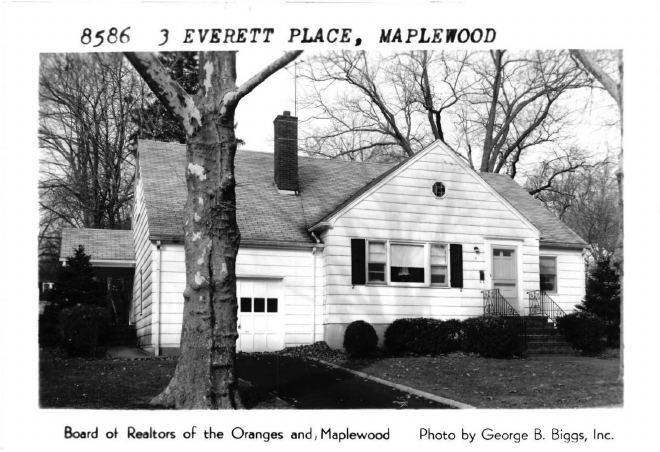 8586 3 EVERETT PLACE, MAPLEWOOD
Board of Realtors of the Oranges and, Maplewood Photo by George B. Biggs, Inc.